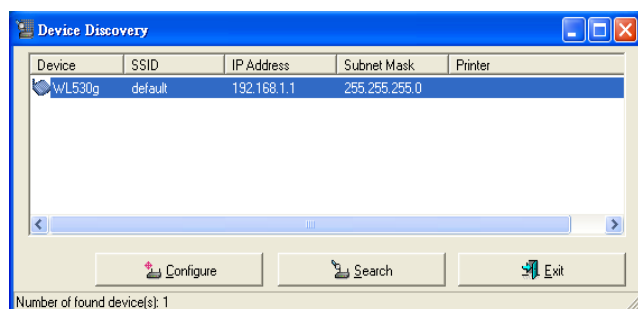 Device Discovery
Device SSID IP Address Subnet Mask Printer
WL530g default 192.168.1.1 255.255.255.0
Configure Search Exit
Number of found device(s): 1